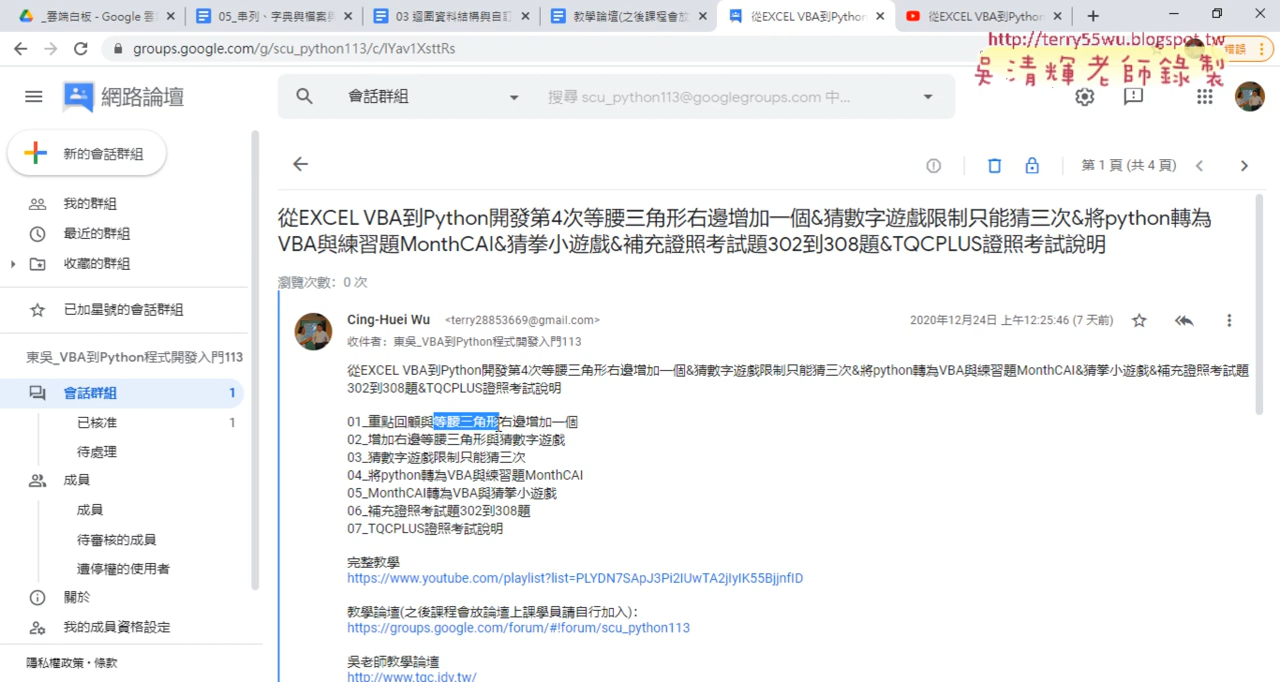 _雲端白板 - Google 雲
05_串列、字典與檔案
03 迴圈資料結構與自訂
教學論壇(之後課程會放
從EXCEL VBA到Python
從EXCEL VBA到Python
groups.google.com/g/scu_python113/c/lYav1XsttRs
錯誤
http://terry55wu.blogspot.tw
吳清輝老師錄製
網路論壇
會話群組
搜尋 scu_python113@googlegroups.com 中...
新的會話群組
第 1 頁 (共 4 頁)
我的群組
最近的群組
收藏的群組
已加星號的會話群組
東吳_VBA到Python程式開發入門113
會話群組 1
已核准 1
待處理
成員
成員
待審核的成員
遭停權的使用者
關於
我的成員資格設定
隱私權政策 • 條款
從EXCEL VBA到Python開發第4次等腰三角形右邊增加一個&猜數字遊戲限制只能猜三次&將python轉為
VBA與練習題MonthCAI&猜拳小遊戲&補充證照考試題302到308題&TQCPLUS證照考試說明
瀏覽次數: 0 次
Cing-Huei Wu <terry28853669@gmail.com>
2020年12月24日 上午12:25:46 (7 天前)
收件者: 東吳_VBA到Python程式開發入門113
從EXCEL VBA到Python開發第4次等腰三角形右邊增加一個&猜數字遊戲限制只能猜三次&將python轉為VBA與練習題MonthCAI&猜拳小遊戲&補充證照考試題
302到308題&TQCPLUS證照考試說明
01_重點回顧與等腰三角形右邊增加一個
02_增加右邊等腰三角形與猜數字遊戲
03_猜數字遊戲限制只能猜三次
04_將python轉為VBA與練習題MonthCAI
05_MonthCAI轉為VBA與猜拳小遊戲
06_補充證照考試題302到308題
07_TQCPLUS證照考試說明
完整教學
https://www.youtube.com/playlist?list=PLYDN7SApJ3Pi2IUwTA2jIyIK55BjjnfID
教學論壇(之後課程會放論壇上課學員請自行加入):
https://groups.google.com/forum/#!forum/scu_python113
吳老師教學論壇
http://www.tqc.idv.tw/